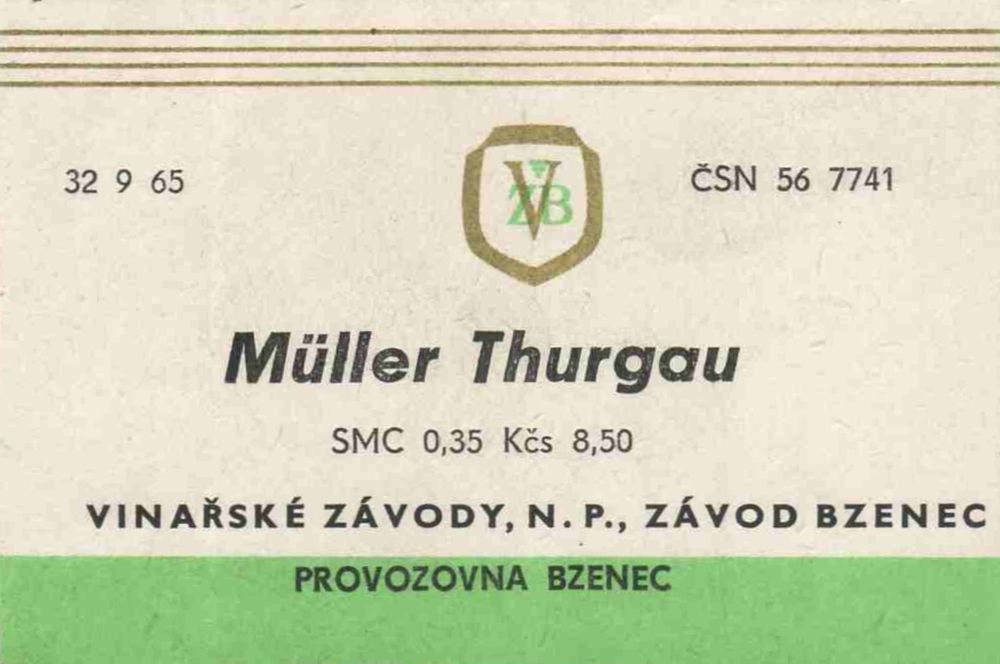 32 9 65
VŽB
ČSN 56 7741
Müller Thurgau
SMC 0,35 Kčs 8,50
VINAŘSKÉ ZÁVODY, N. P., ZÁVOD BZENEC
PROVOZOVNA BZENEC